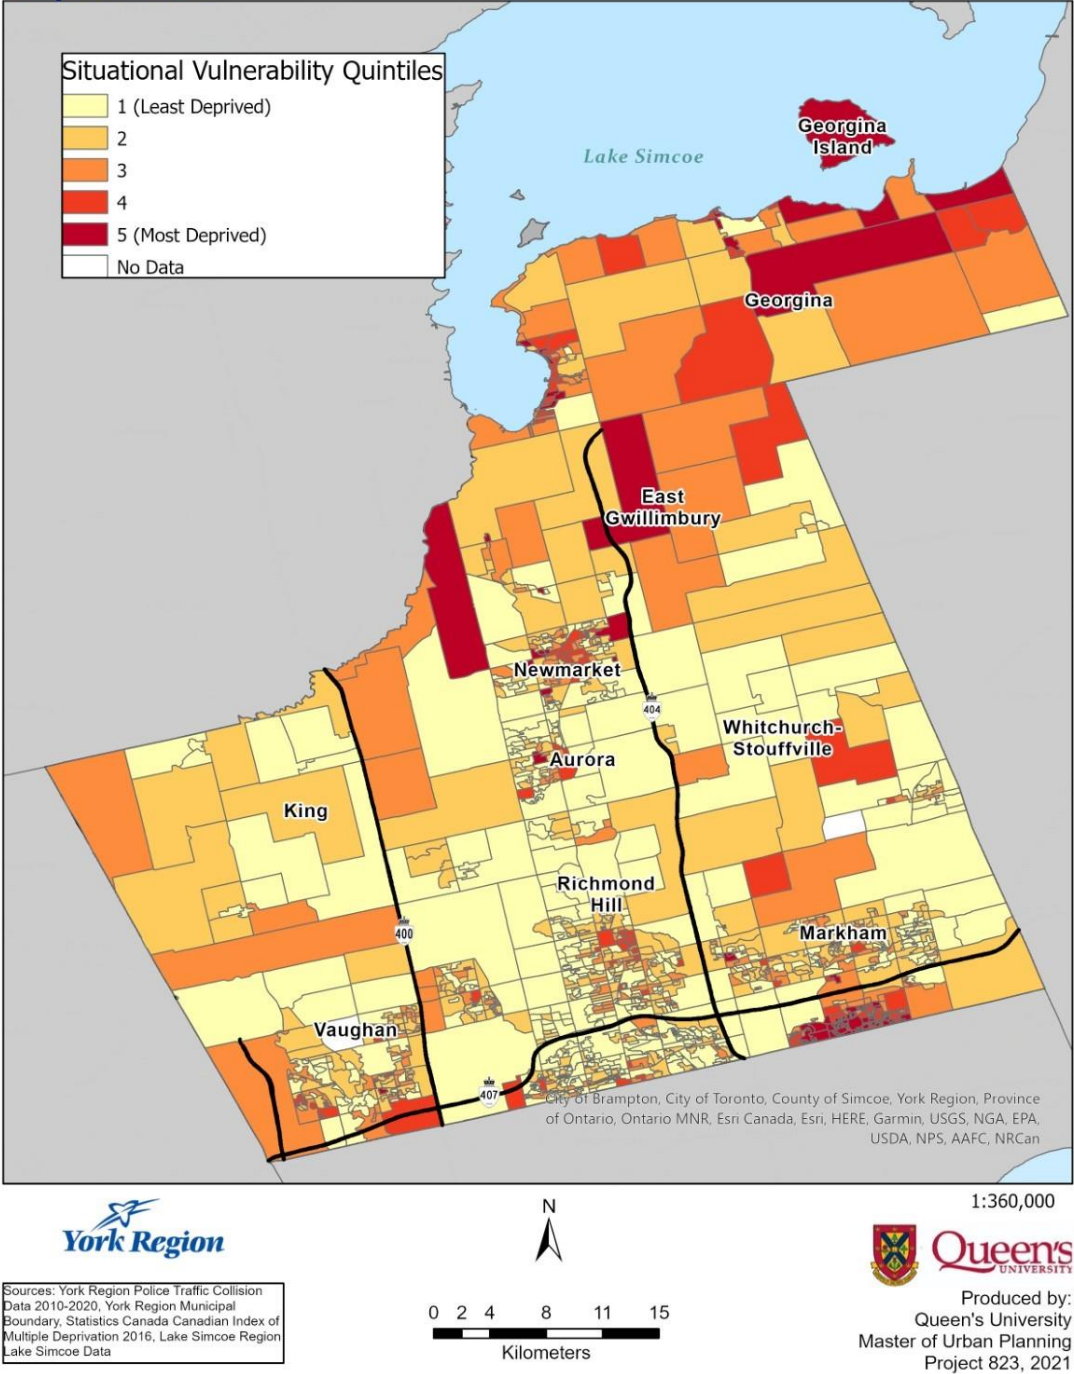 Situational Vulnerability Quintiles
1 (Least Deprived)
2
3
4
5 (Most Deprived)
No Data
Lake Simcoe
Georgina
Island
Georgina
East
Gwillimbury
Newmarket
404
Whitchurch-
Stouffville
Aurora
King
Richmond
Hill
400
Markham
Vaughan
407
City of Brampton, City of Toronto, County of Simcoe, York Region, Province
of Ontario, Ontario MNR, Esri Canada, Esri, HERE, Garmin, USGS, NGA, EPA,
USDA, NPS, AAFC, NRCan
York Region
N
1:360,000
Queen's
UNIVERSITY
Sources: York Region Police Traffic Collision
Data 2010-2020, York Region Municipal
Boundary, Statistics Canada Canadian Index of
Multiple Deprivation 2016, Lake Simcoe Region
Lake Simcoe Data
0 2 4 8 11 15
Kilometers
Produced by:
Queen's University
Master of Urban Planning
Project 823, 2021